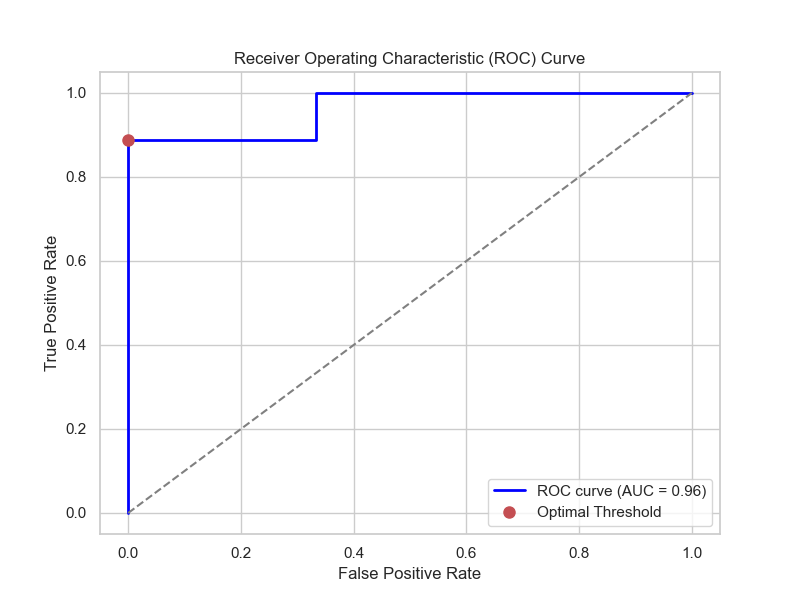 Receiver Operating Characteristic (ROC) Curve
True Positive Rate
1.0
0.8
0.6
0.4
0.2
0.0
0.0 0.2 0.4 0.6 0.8 1.0
False Positive Rate
ROC curve (AUC = 0.96)
Optimal Threshold